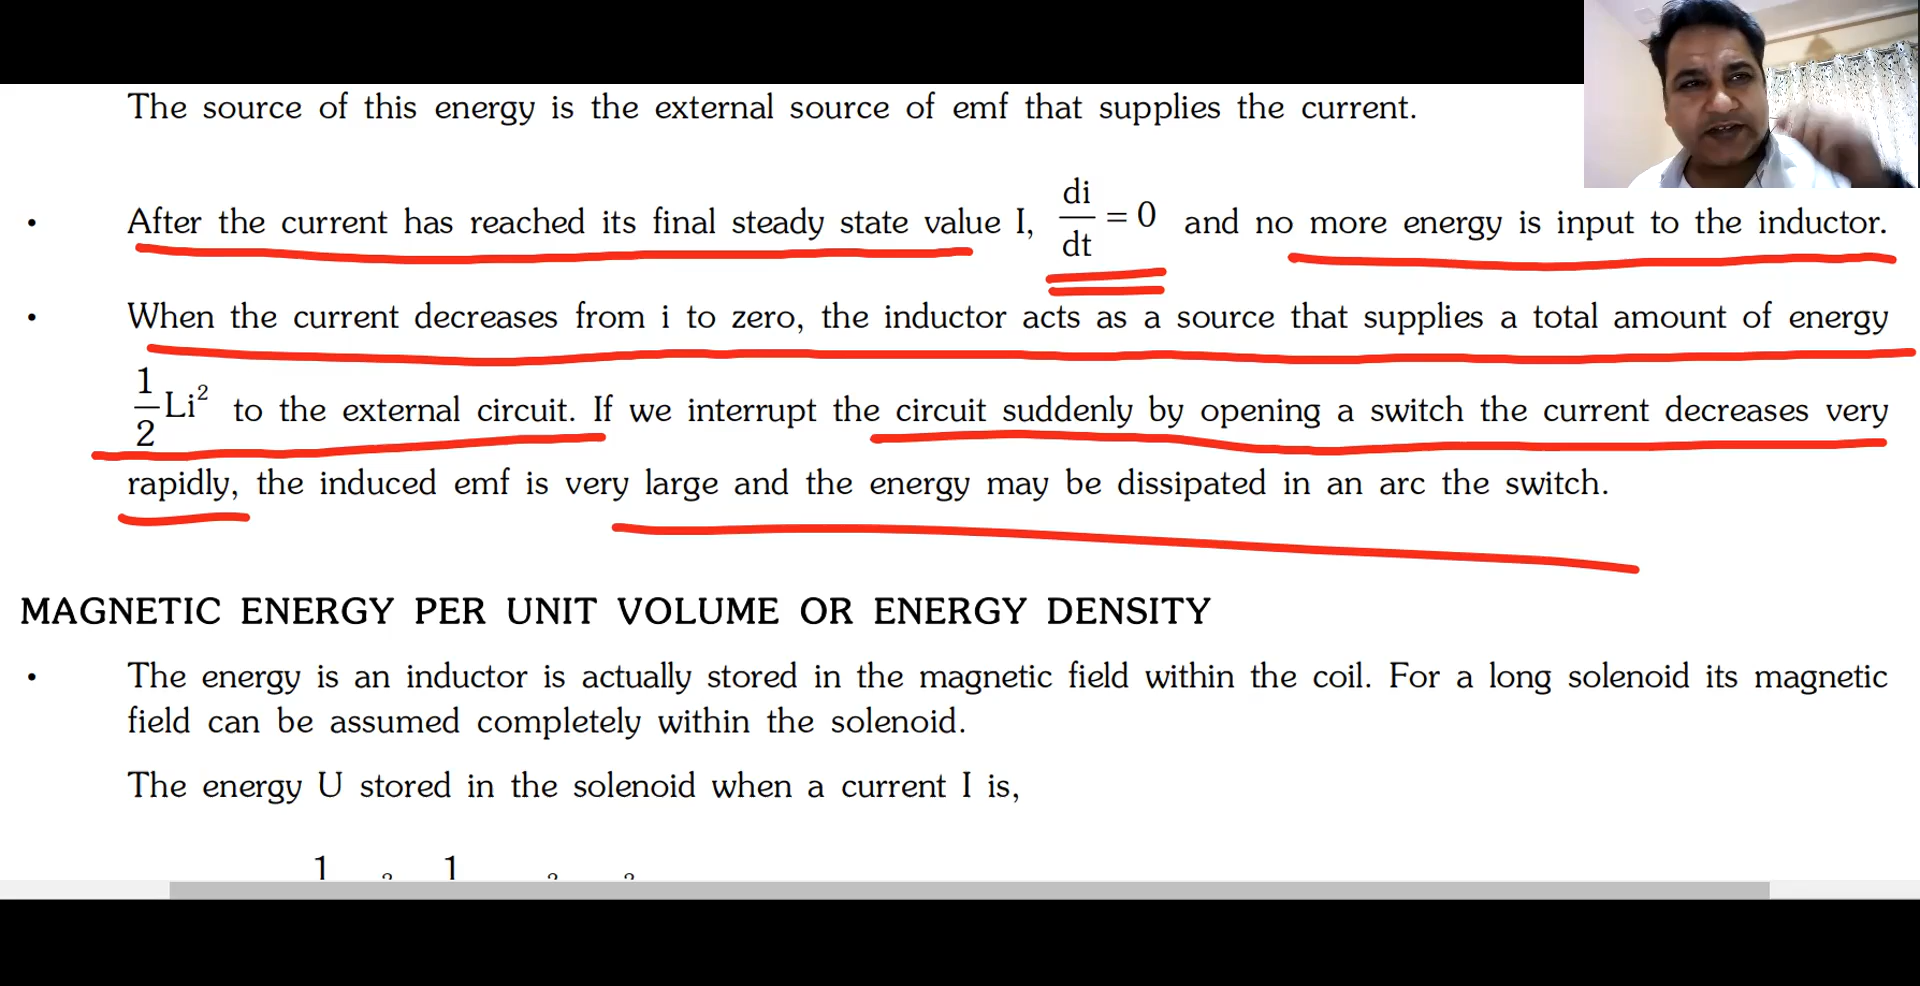 The source of this energy is the external source of emf that supplies the current.
• After the current has reached its final steady state value I, di/dt = 0 and no more energy is input to the inductor.
• When the current decreases from i to zero, the inductor acts as a source that supplies a total amount of energy
1/2 Li² to the external circuit. If we interrupt the circuit suddenly by opening a switch the current decreases very
rapidly, the induced emf is very large and the energy may be dissipated in an arc the switch.
MAGNETIC ENERGY PER UNIT VOLUME OR ENERGY DENSITY
• The energy is an inductor is actually stored in the magnetic field within the coil. For a long solenoid its magnetic
field can be assumed completely within the solenoid.
The energy U stored in the solenoid when a current I is,